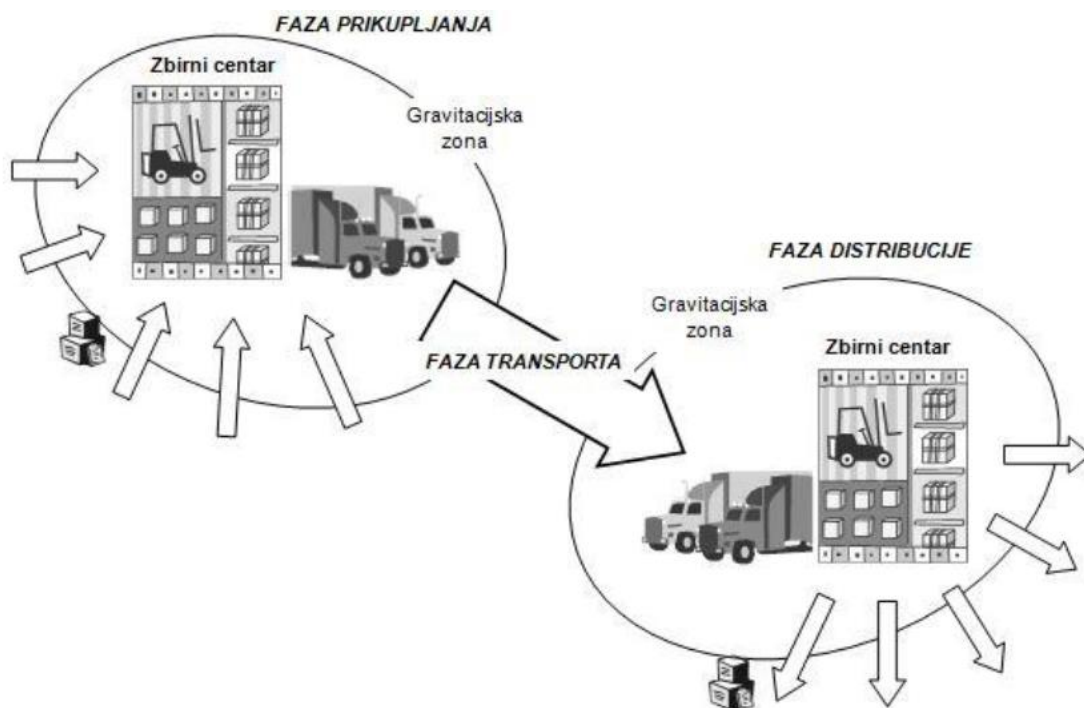 FAZA PRIKUPLJANJA
Zbirni centar
Gravitacijska
zona
FAZA DISTRIBUCIJE
Gravitacijska
zona
FAZA TRANSPORTA
Zbirni centar